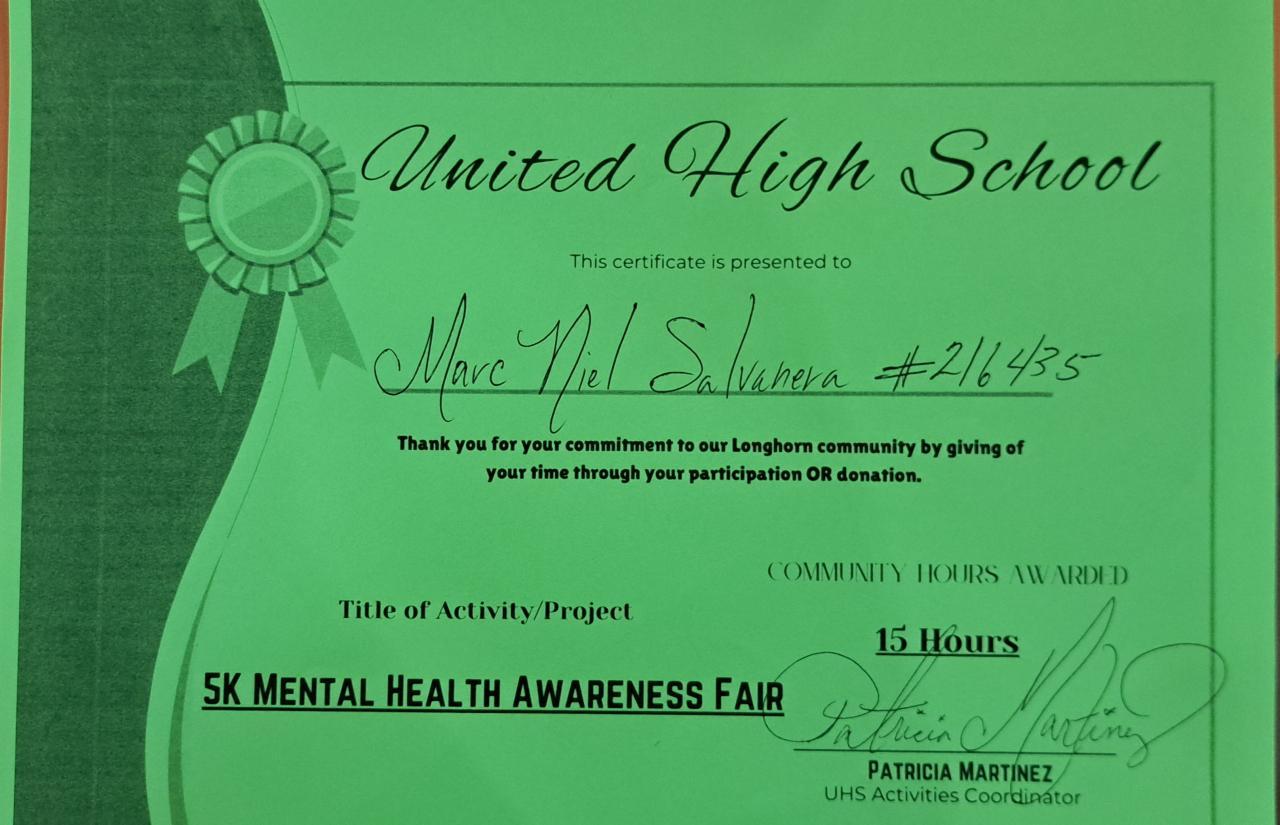 United High School
This certificate is presented to
Marc Niel Salvanera #216435
Thank you for your commitment to our Longhorn community by giving of
your time through your participation OR donation.
COMMUNITY HOURS AWARDED
Title of Activity/Project
15 Hours
5K MENTAL HEALTH AWARENESS FAIR
Patricia Martinez
PATRICIA MARTINEZ
UHS Activities Coordinator